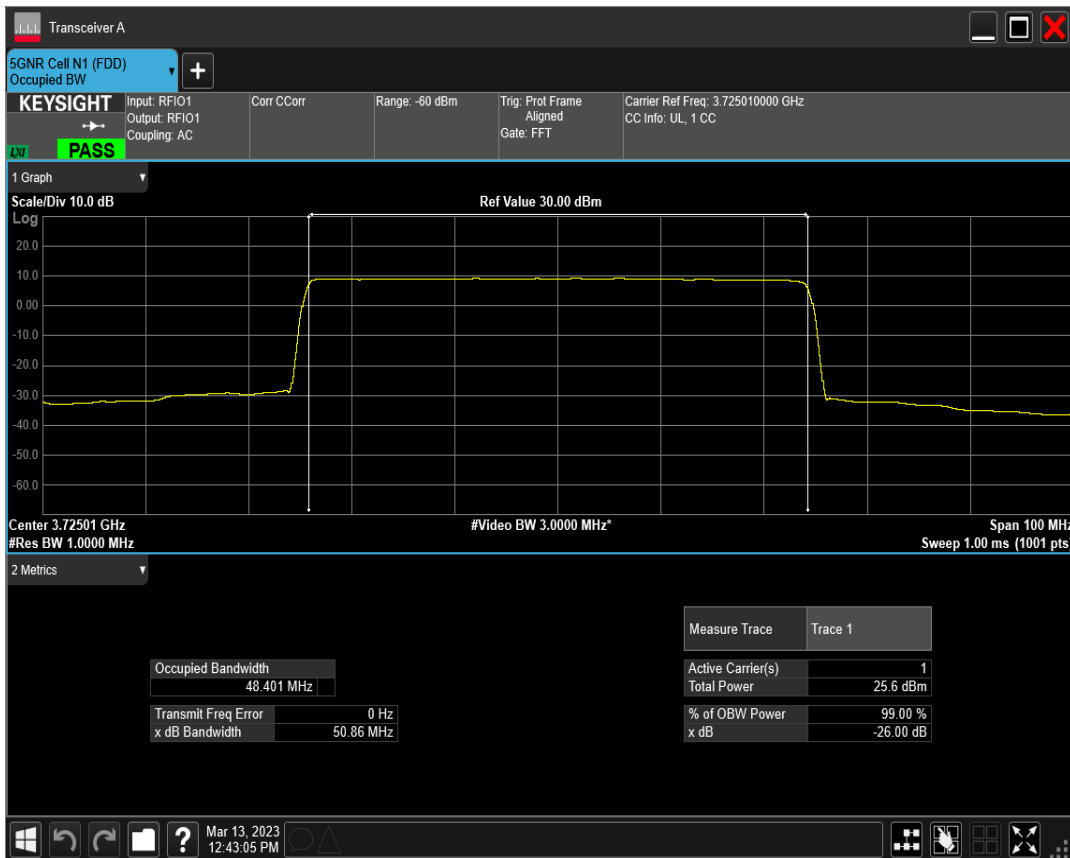 Transceiver A
5GNR Cell N1 (FDD)
Occupied BW
+
KEYSIGHT
LXI
PASS
Input: RFIO1
Output: RFIO1
Coupling: AC
Corr CCorr
Range: -60 dBm
Trig: Prot Frame
Aligned
Gate: FFT
Carrier Ref Freq: 3.725010000 GHz
CC Info: UL, 1 CC
1 Graph
Scale/Div 10.0 dB
Ref Value 30.00 dBm
Log
20.0
10.0
0.00
-10.0
-20.0
-30.0
-40.0
-50.0
-60.0
Center 3.72501 GHz
#Video BW 3.0000 MHz*
Span 100 MHz
#Res BW 1.0000 MHz
Sweep 1.00 ms (1001 pts)
2 Metrics
Measure Trace Trace 1
Occupied Bandwidth
48.401 MHz
Active Carrier(s) 1
Total Power 25.6 dBm
Transmit Freq Error 0 Hz
x dB Bandwidth 50.86 MHz
% of OBW Power 99.00 %
x dB -26.00 dB
?
Mar 13, 2023
12:43:05 PM